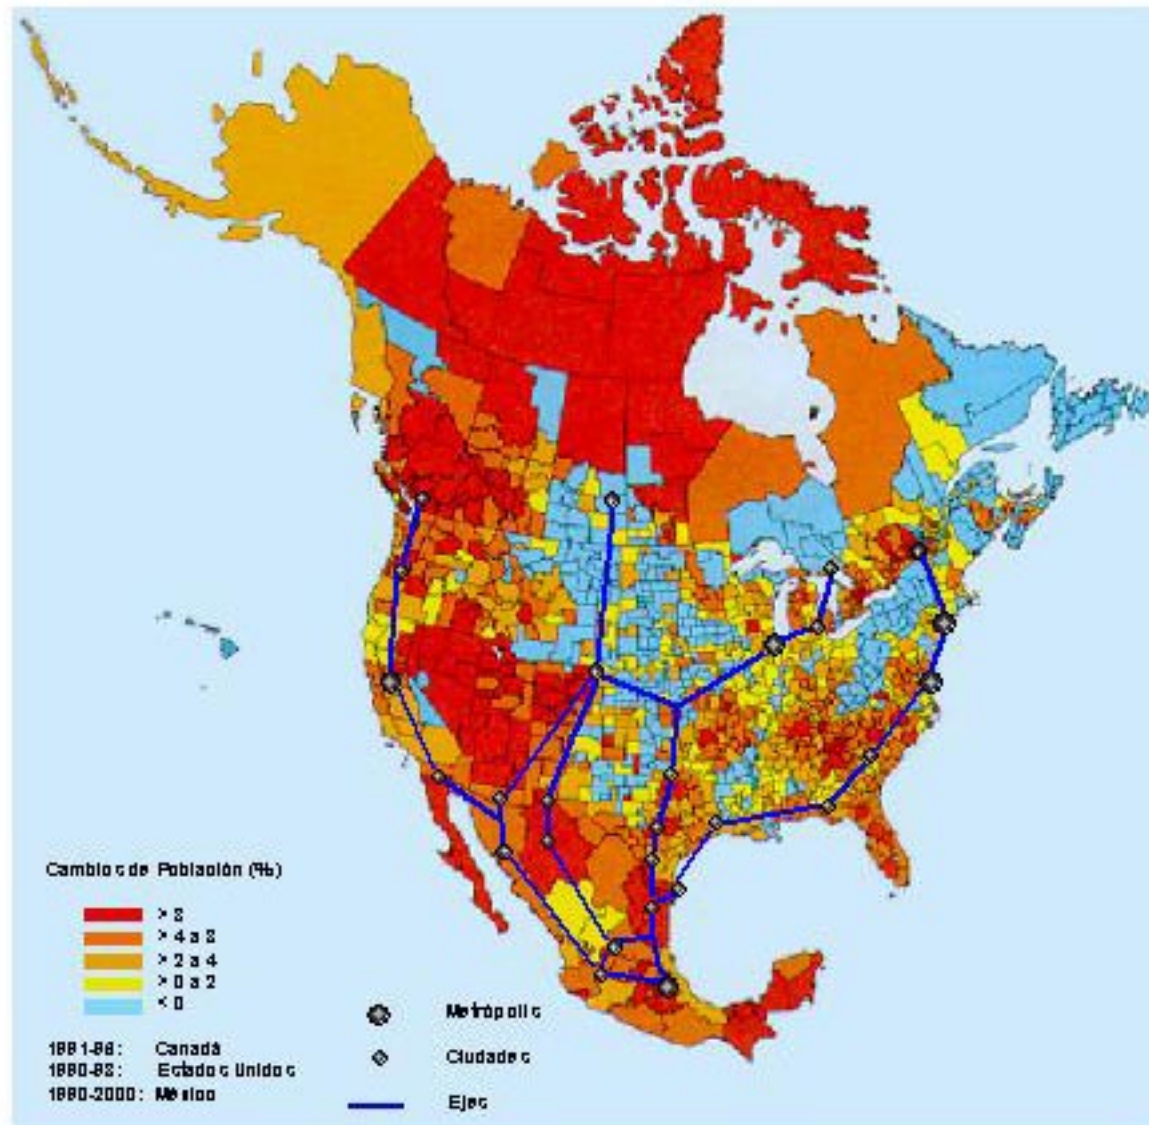 Cambios de Población (%)
> 8
> 4 a 8
> 2 a 4
> 0 a 2
< 0
1991-96: Canadá
1990-98: Estados Unidos
1990-2000: México
Metrópolis
Ciudades
Ejes